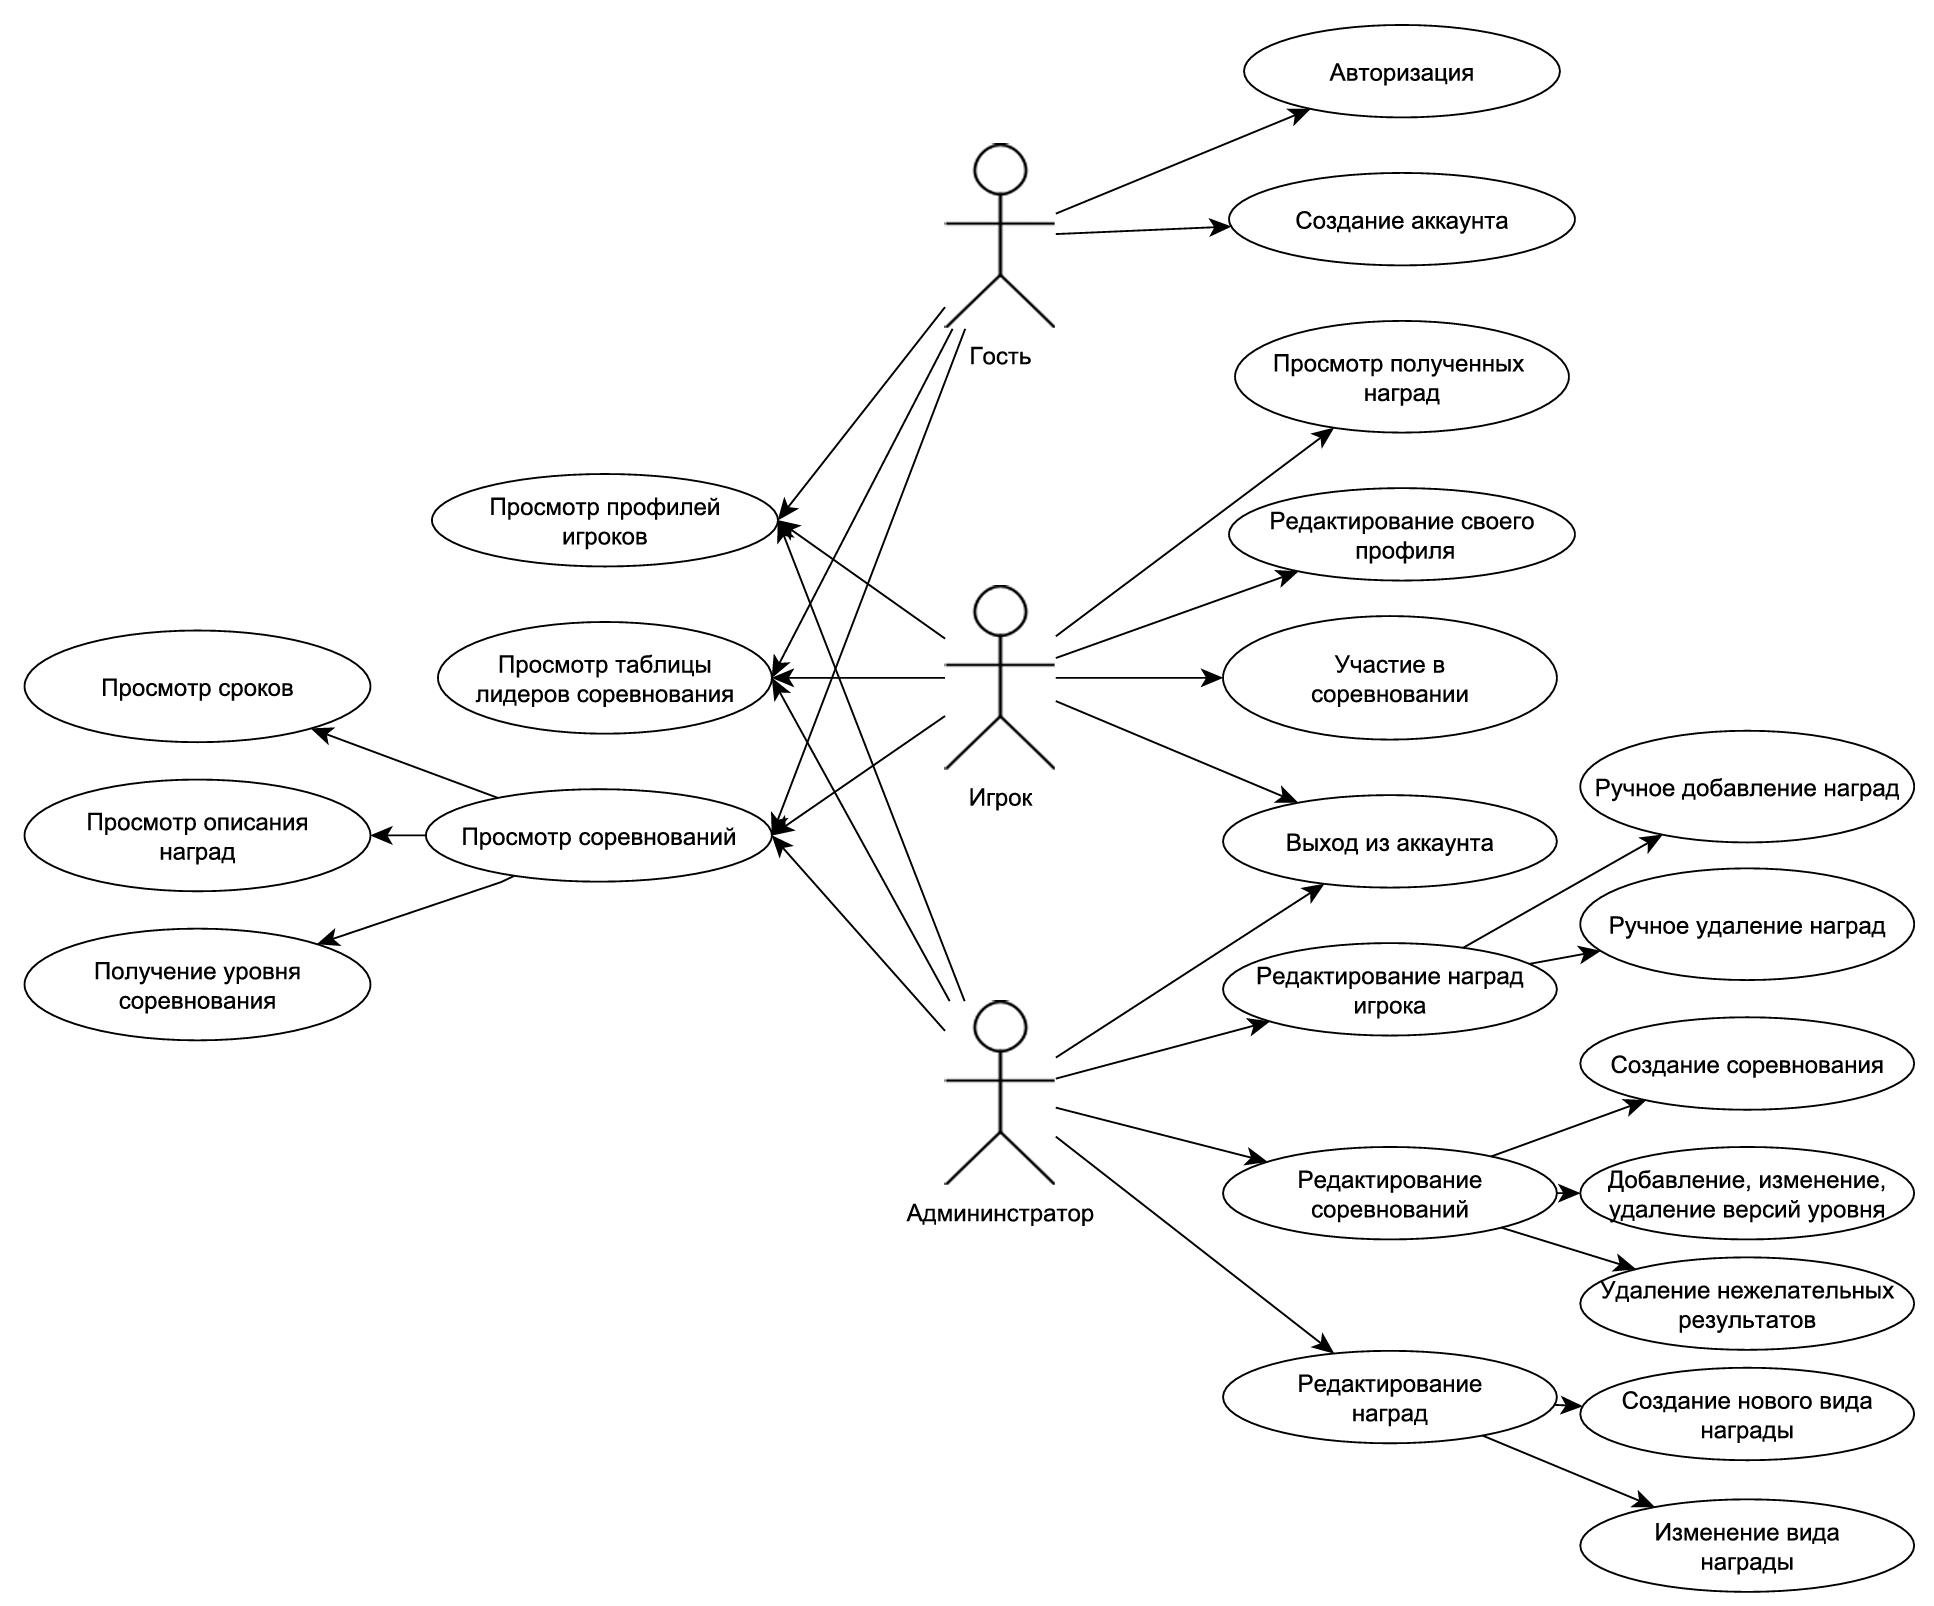 Авторизация
Создание аккаунта
Гость
Просмотр полученных
наград
Просмотр профилей
игроков
Редактирование своего
профиля
Просмотр таблицы
лидеров соревнования
Участие в
соревновании
Просмотр сроков
Игрок
Ручное добавление наград
Просмотр описания
наград
Просмотр соревнований
Выход из аккаунта
Ручное удаление наград
Получение уровня
соревнования
Редактирование наград
игрока
Создание соревнования
Админинстратор
Редактирование
соревнований
Добавление, изменение,
удаление версий уровня
Удаление нежелательных
результатов
Редактирование
наград
Создание нового вида
награды
Изменение вида
награды